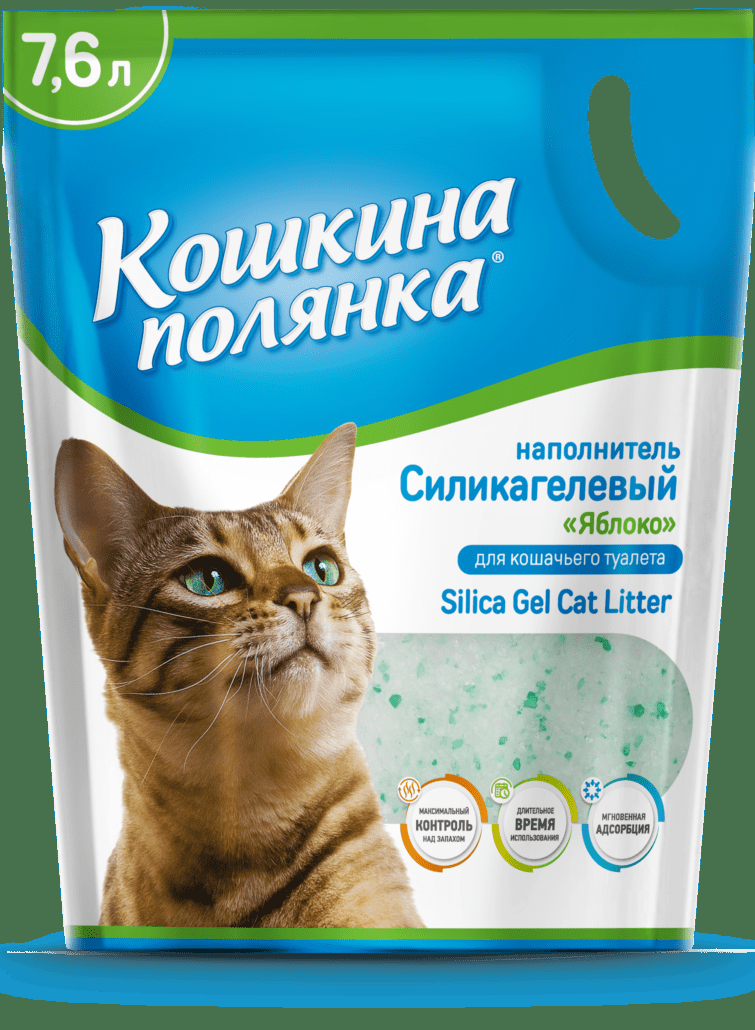 7,6 л
Кошкина
полянка®
наполнитель
Силикагелевый
«Яблоко»
для кошачьего туалета
Silica Gel Cat Litter
МАКСИМАЛЬНЫЙ
КОНТРОЛЬ
НАД ЗАПАХОМ
ДЛИТЕЛЬНОЕ
ВРЕМЯ
ИСПОЛЬЗОВАНИЯ
МГНОВЕННАЯ
АДСОРБЦИЯ